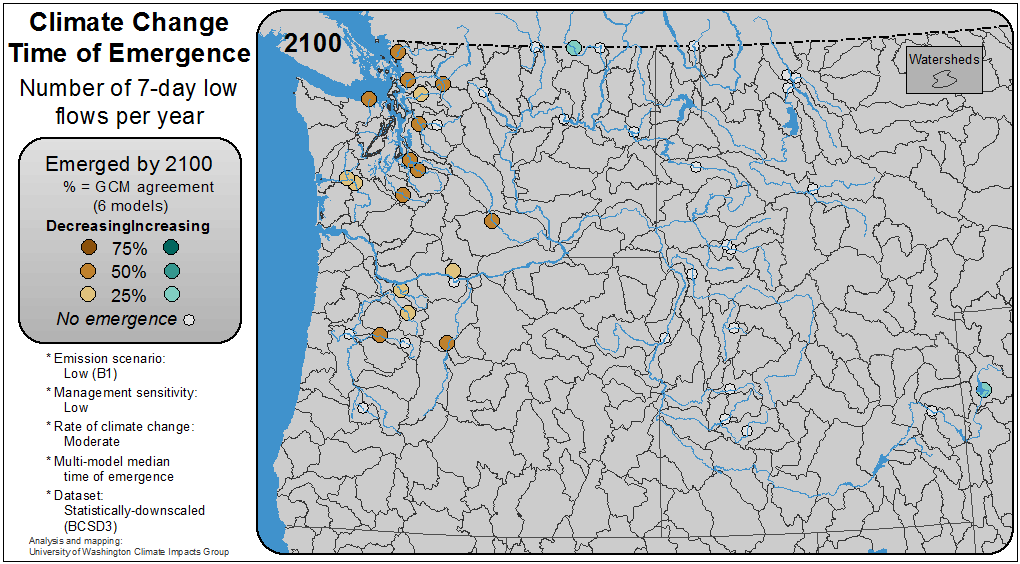 Climate Change
Time of Emergence
Number of 7-day low
flows per year
Emerged by 2100
% = GCM agreement
(6 models)
DecreasingIncreasing
75%
50%
25%
No emergence
* Emission scenario:
Low (B1)
* Management sensitivity:
Low
* Rate of climate change:
Moderate
* Multi-model median
time of emergence
* Dataset:
Statistically-downscaled
(BCSD3)
Analysis and mapping:
University of Washington Climate Impacts Group
2100
Watersheds